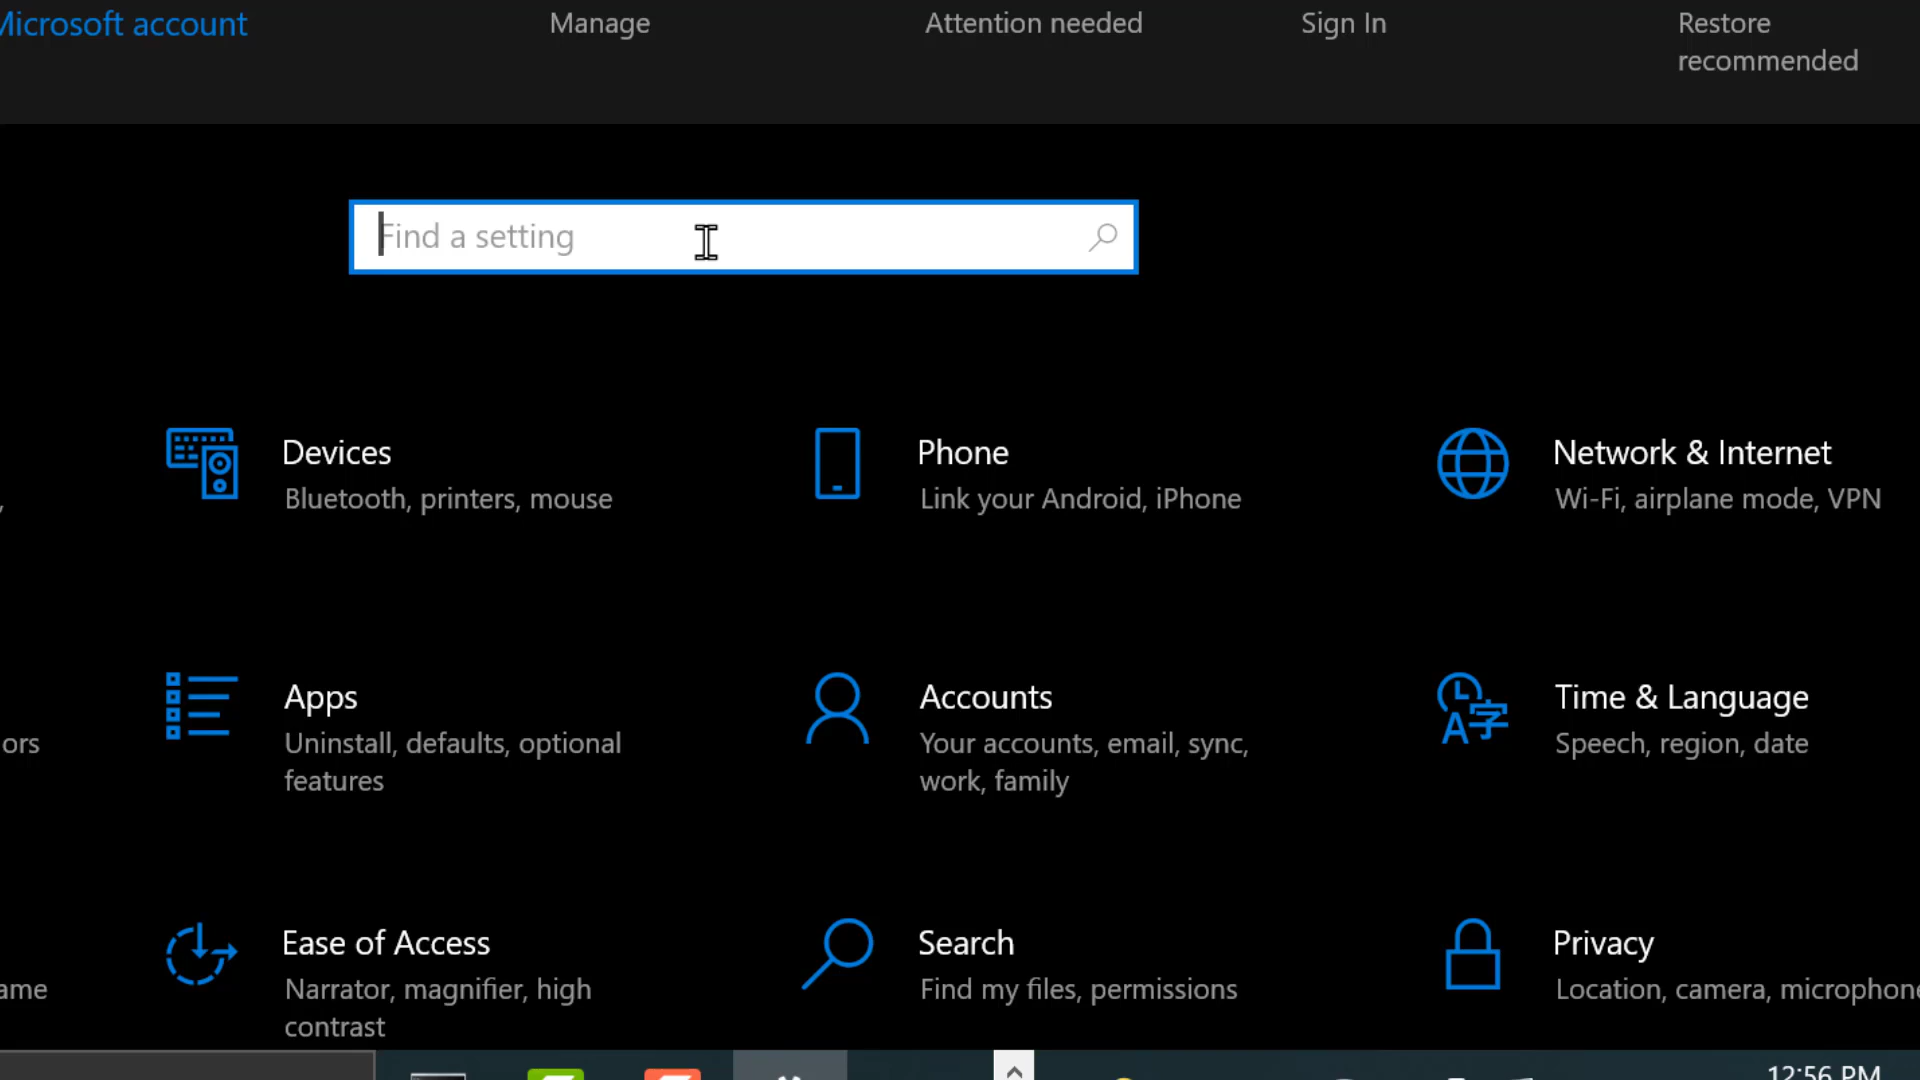 Microsoft account
Manage
Attention needed
Sign In
Restore
recommended
Find a setting
Devices
Bluetooth, printers, mouse
Phone
Link your Android, iPhone
Network & Internet
Wi-Fi, airplane mode, VPN
ors
Apps
Uninstall, defaults, optional
features
Accounts
Your accounts, email, sync,
work, family
Time & Language
Speech, region, date
ame
Ease of Access
Narrator, magnifier, high
contrast
Search
Find my files, permissions
Privacy
Location, camera, microphone
12:56 PM